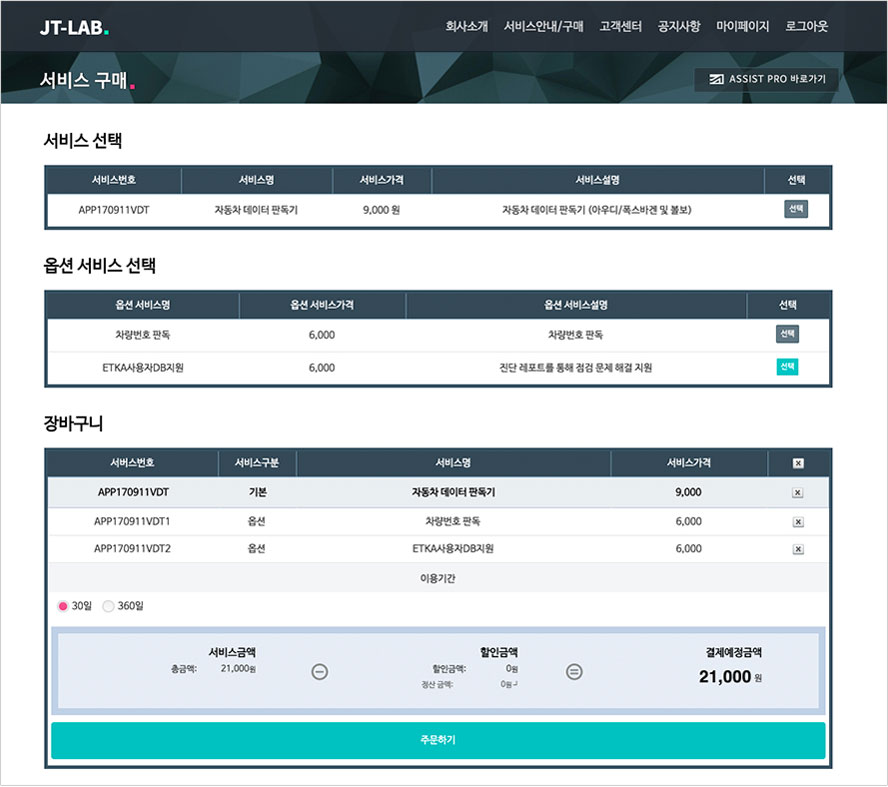 JT-LAB.
회사소개 서비스안내/구매 고객센터 공지사항 마이페이지 로그아웃
서비스 구매.
ASSIST PRO 바로가기
서비스 선택
서비스번호 서비스명 서비스가격 서비스설명 선택
APP170911VDT 자동차 데이터 판독기 9,000 원 자동차 데이터 판독기 (아우디/폭스바겐 및 볼보) 선택
옵션 서비스 선택
옵션 서비스명 옵션 서비스가격 옵션 서비스설명 선택
차량번호 판독 6,000 차량번호 판독 선택
ETKA사용자DB지원 6,000 진단 레포트를 통해 점검 문제 해결 지원 선택
장바구니
서버스번호 서비스구분 서비스명 서비스가격 x
APP170911VDT 기본 자동차 데이터 판독기 9,000 x
APP170911VDT1 옵션 차량번호 판독 6,000 x
APP170911VDT2 옵션 ETKA사용자DB지원 6,000 x
이용기간
30일 360일
서비스금액 할인금액 결제예정금액
총금액: 21,000원 할인금액: 0원 21,000 원
정산 금액: 0원
주문하기